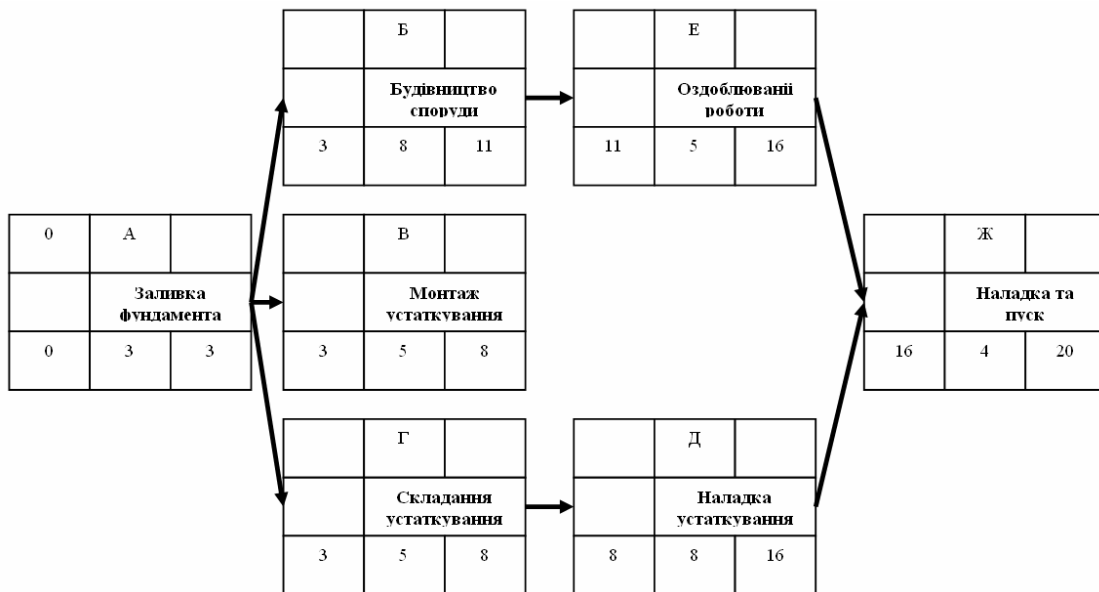 Б
Будівництво
споруди
3 8 11
Е
Оздоблюванії
роботи
11 5 16
0 А
Заливка
фундамента
0 3 3
В
Монтаж
устаткування
3 5 8
Ж
Наладка та
пуск
16 4 20
Г
Складання
устаткування
3 5 8
Д
Наладка
устаткування
8 8 16